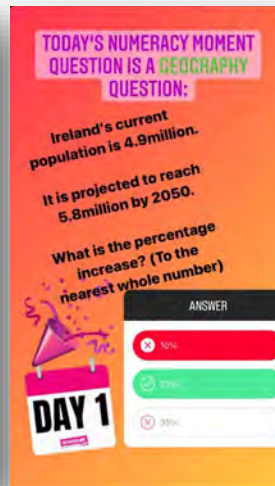 TODAY'S NUMERACY MOMENT
QUESTION IS A GEOGRAPHY
QUESTION:
Ireland's current
population is 4.9million.
It is projected to reach
5.8million by 2050.
What is the percentage
increase? (To the
nearest whole number)
ANSWER
10%
DAY 1